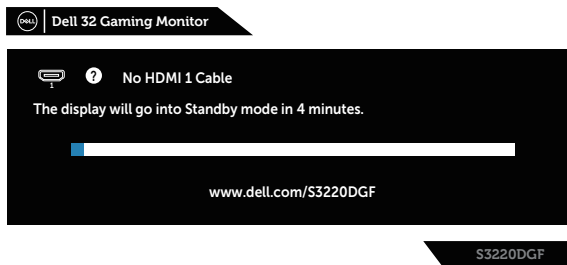 DELL
Dell 32 Gaming Monitor
1
?
No HDMI 1 Cable
The display will go into Standby mode in 4 minutes.
www.dell.com/S3220DGF
S3220DGF